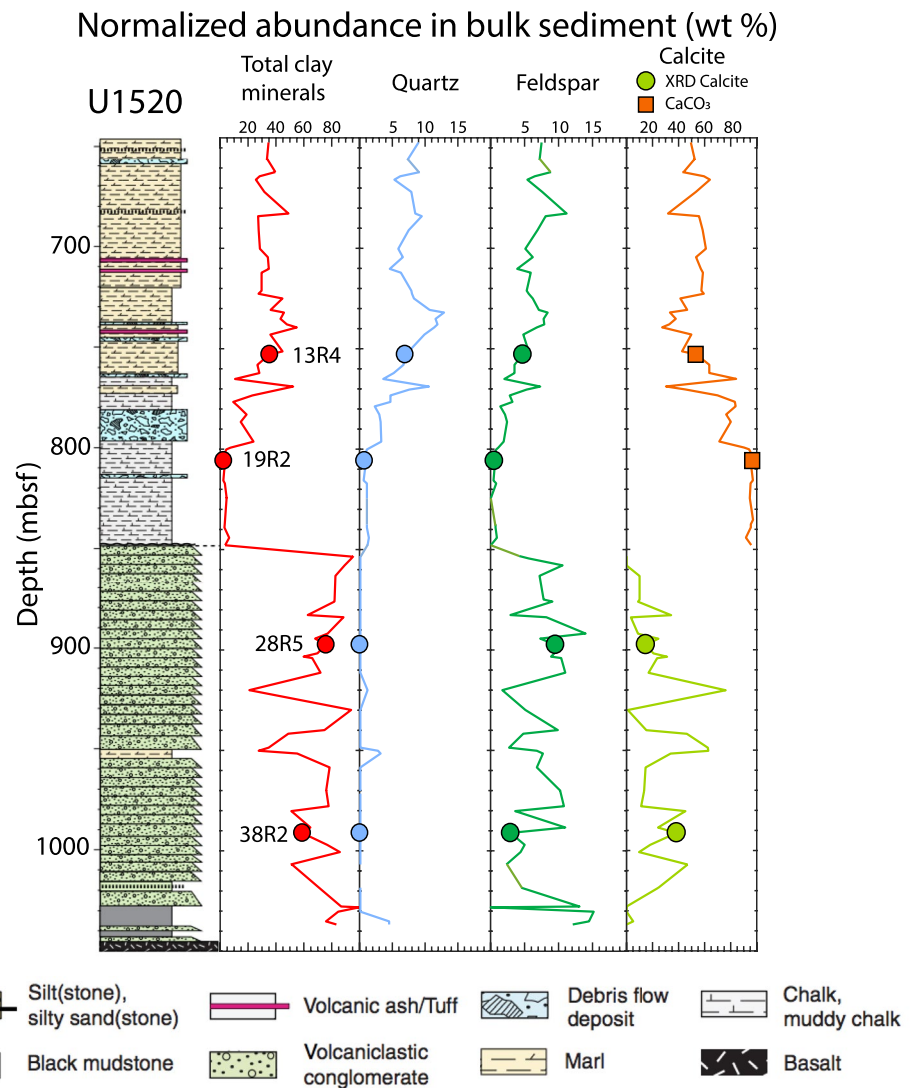 Normalized abundance in bulk sediment (wt %)
U1520
Total clay
minerals
Quartz
Feldspar
Calcite
XRD Calcite
CaCO₃
20 40 60 80
5 10 15
5 10 15
20 40 60 80
Depth (mbsf)
700
800
900
1000
13R4
19R2
28R5
38R2
Silt(stone),
silty sand(stone)
Volcanic ash/Tuff
Debris flow
deposit
Chalk,
muddy chalk
Black mudstone
Volcaniclastic
conglomerate
Marl
Basalt